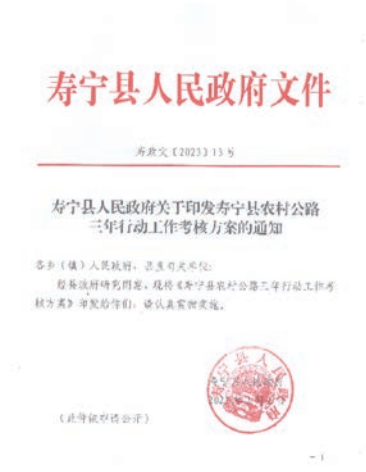 寿宁县人民政府文件
寿政文〔2023〕13号
寿宁县人民政府关于印发寿宁县农村公路
三年行动工作考核方案的通知
各乡（镇）人民政府，县直有关单位：
经县政府研究同意，现将《寿宁县农村公路三年行动工作考
核方案》印发给你们，请认真贯彻实施。
寿宁县人民政府
（此件依申请公开）
- 1